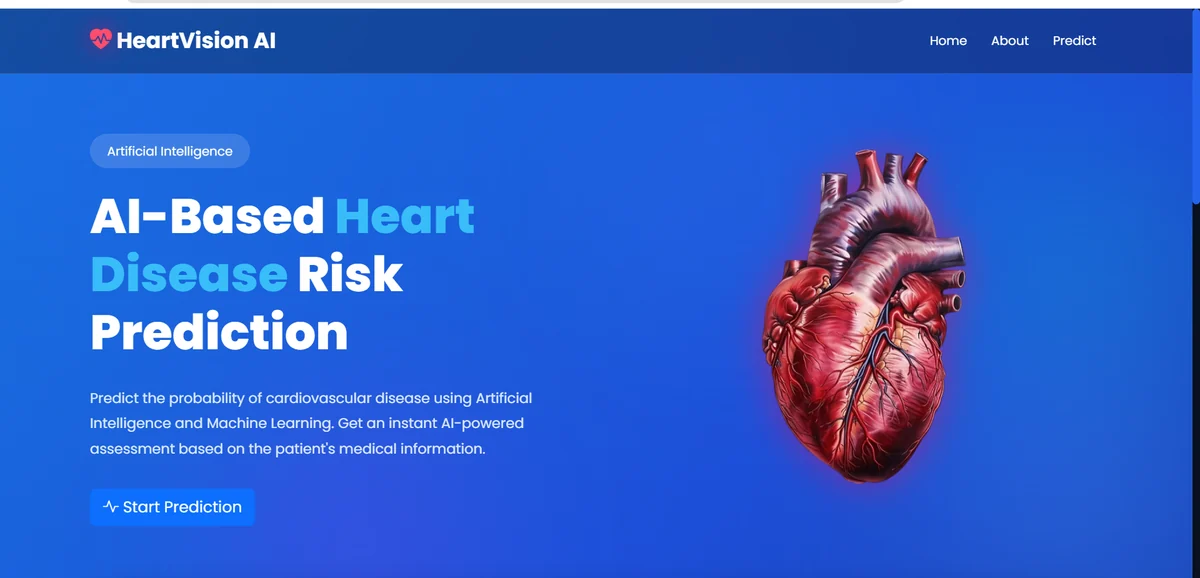 HeartVision AI
Home About Predict
Artificial Intelligence
AI-Based Heart
Disease Risk
Prediction
Predict the probability of cardiovascular disease using Artificial
Intelligence and Machine Learning. Get an instant AI-powered
assessment based on the patient's medical information.
Start Prediction